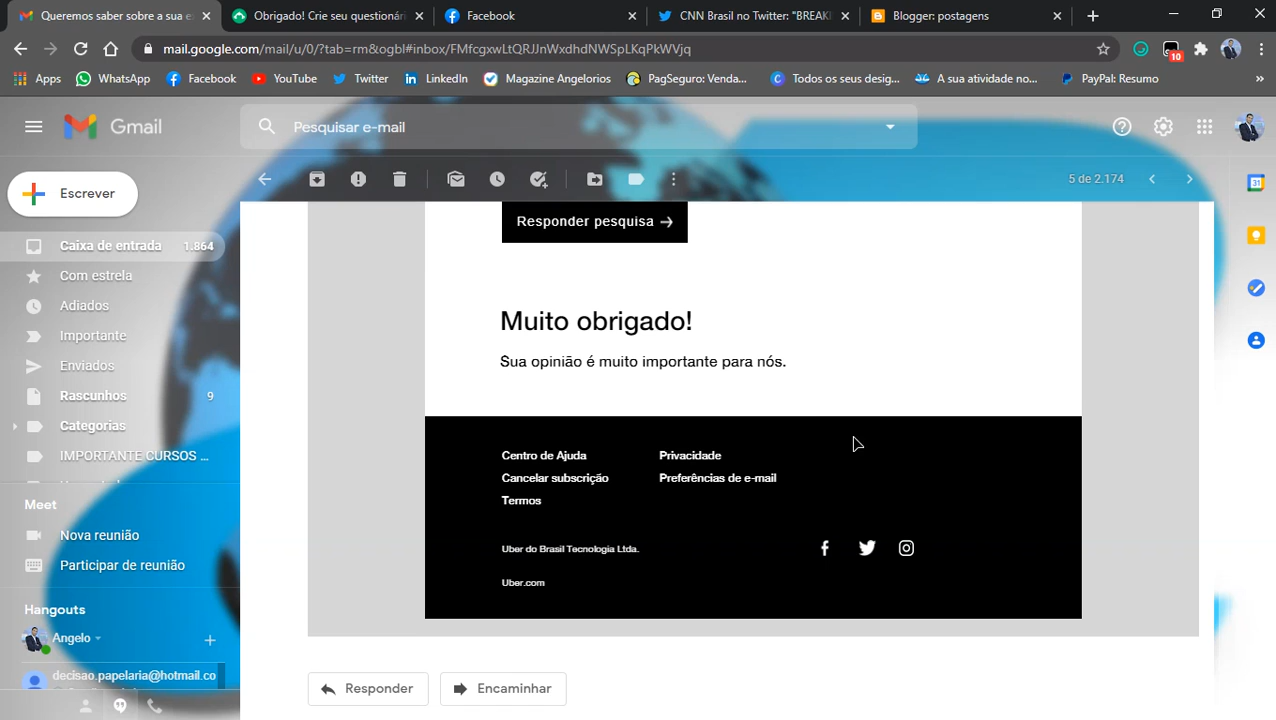 Queremos saber sobre a sua e
Obrigado! Crie seu questioná
Facebook
CNN Brasil no Twitter: "BREAK
Blogger: postagens
mail.google.com/mail/u/0/?tab=rm&ogbl#inbox/FMfcgxwLtQRJJnWxdhdNWSpLKqPkWVjq
10
Apps
WhatsApp
Facebook
YouTube
Twitter
LinkedIn
Magazine Angelorios
PagSeguro: Venda...
Todos os seus desig...
A sua atividade no...
PayPal: Resumo
Gmail
Pesquisar e-mail
Escrever
5 de 2.174
31
Caixa de entrada 1.864
Com estrela
Adiados
Importante
Enviados
Rascunhos 9
Categorias
IMPORTANTE CURSOS ...
Meet
Nova reunião
Participar de reunião
Hangouts
Angelo
decisao.papelaria@hotmail.co
Responder pesquisa →
Muito obrigado!
Sua opinião é muito importante para nós.
Centro de Ajuda
Privacidade
Cancelar subscrição
Preferências de e-mail
Termos
Uber do Brasil Tecnologia Ltda.
Uber.com
Responder
Encaminhar